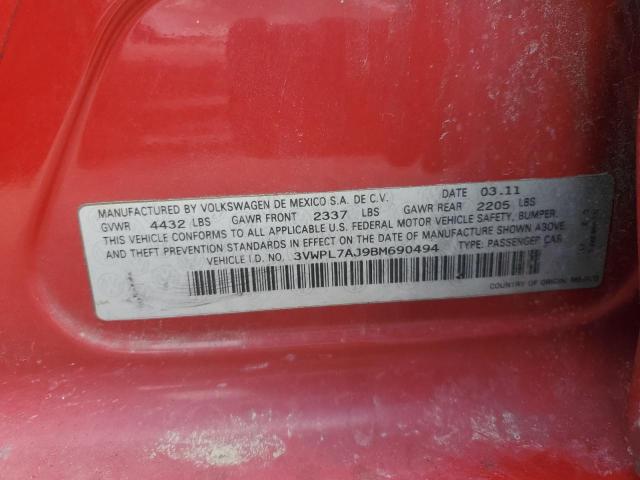 MANUFACTURED BY VOLKSWAGEN DE MEXICO S.A. DE C.V. DATE 03.11
GVWR 4432 LBS GAWR FRONT 2337 LBS GAWR REAR 2205 LBS
THIS VEHICLE CONFORMS TO ALL APPLICABLE U.S. FEDERAL MOTOR VEHICLE SAFETY, BUMPER,
AND THEFT PREVENTION STANDARDS IN EFFECT ON THE DATE OF MANUFACTURE SHOWN ABOVE
VEHICLE I.D. NO. 3VWPL7AJ9BM690494 TYPE: PASSENGER CAR
COUNTRY OF ORIGIN: MEXICO